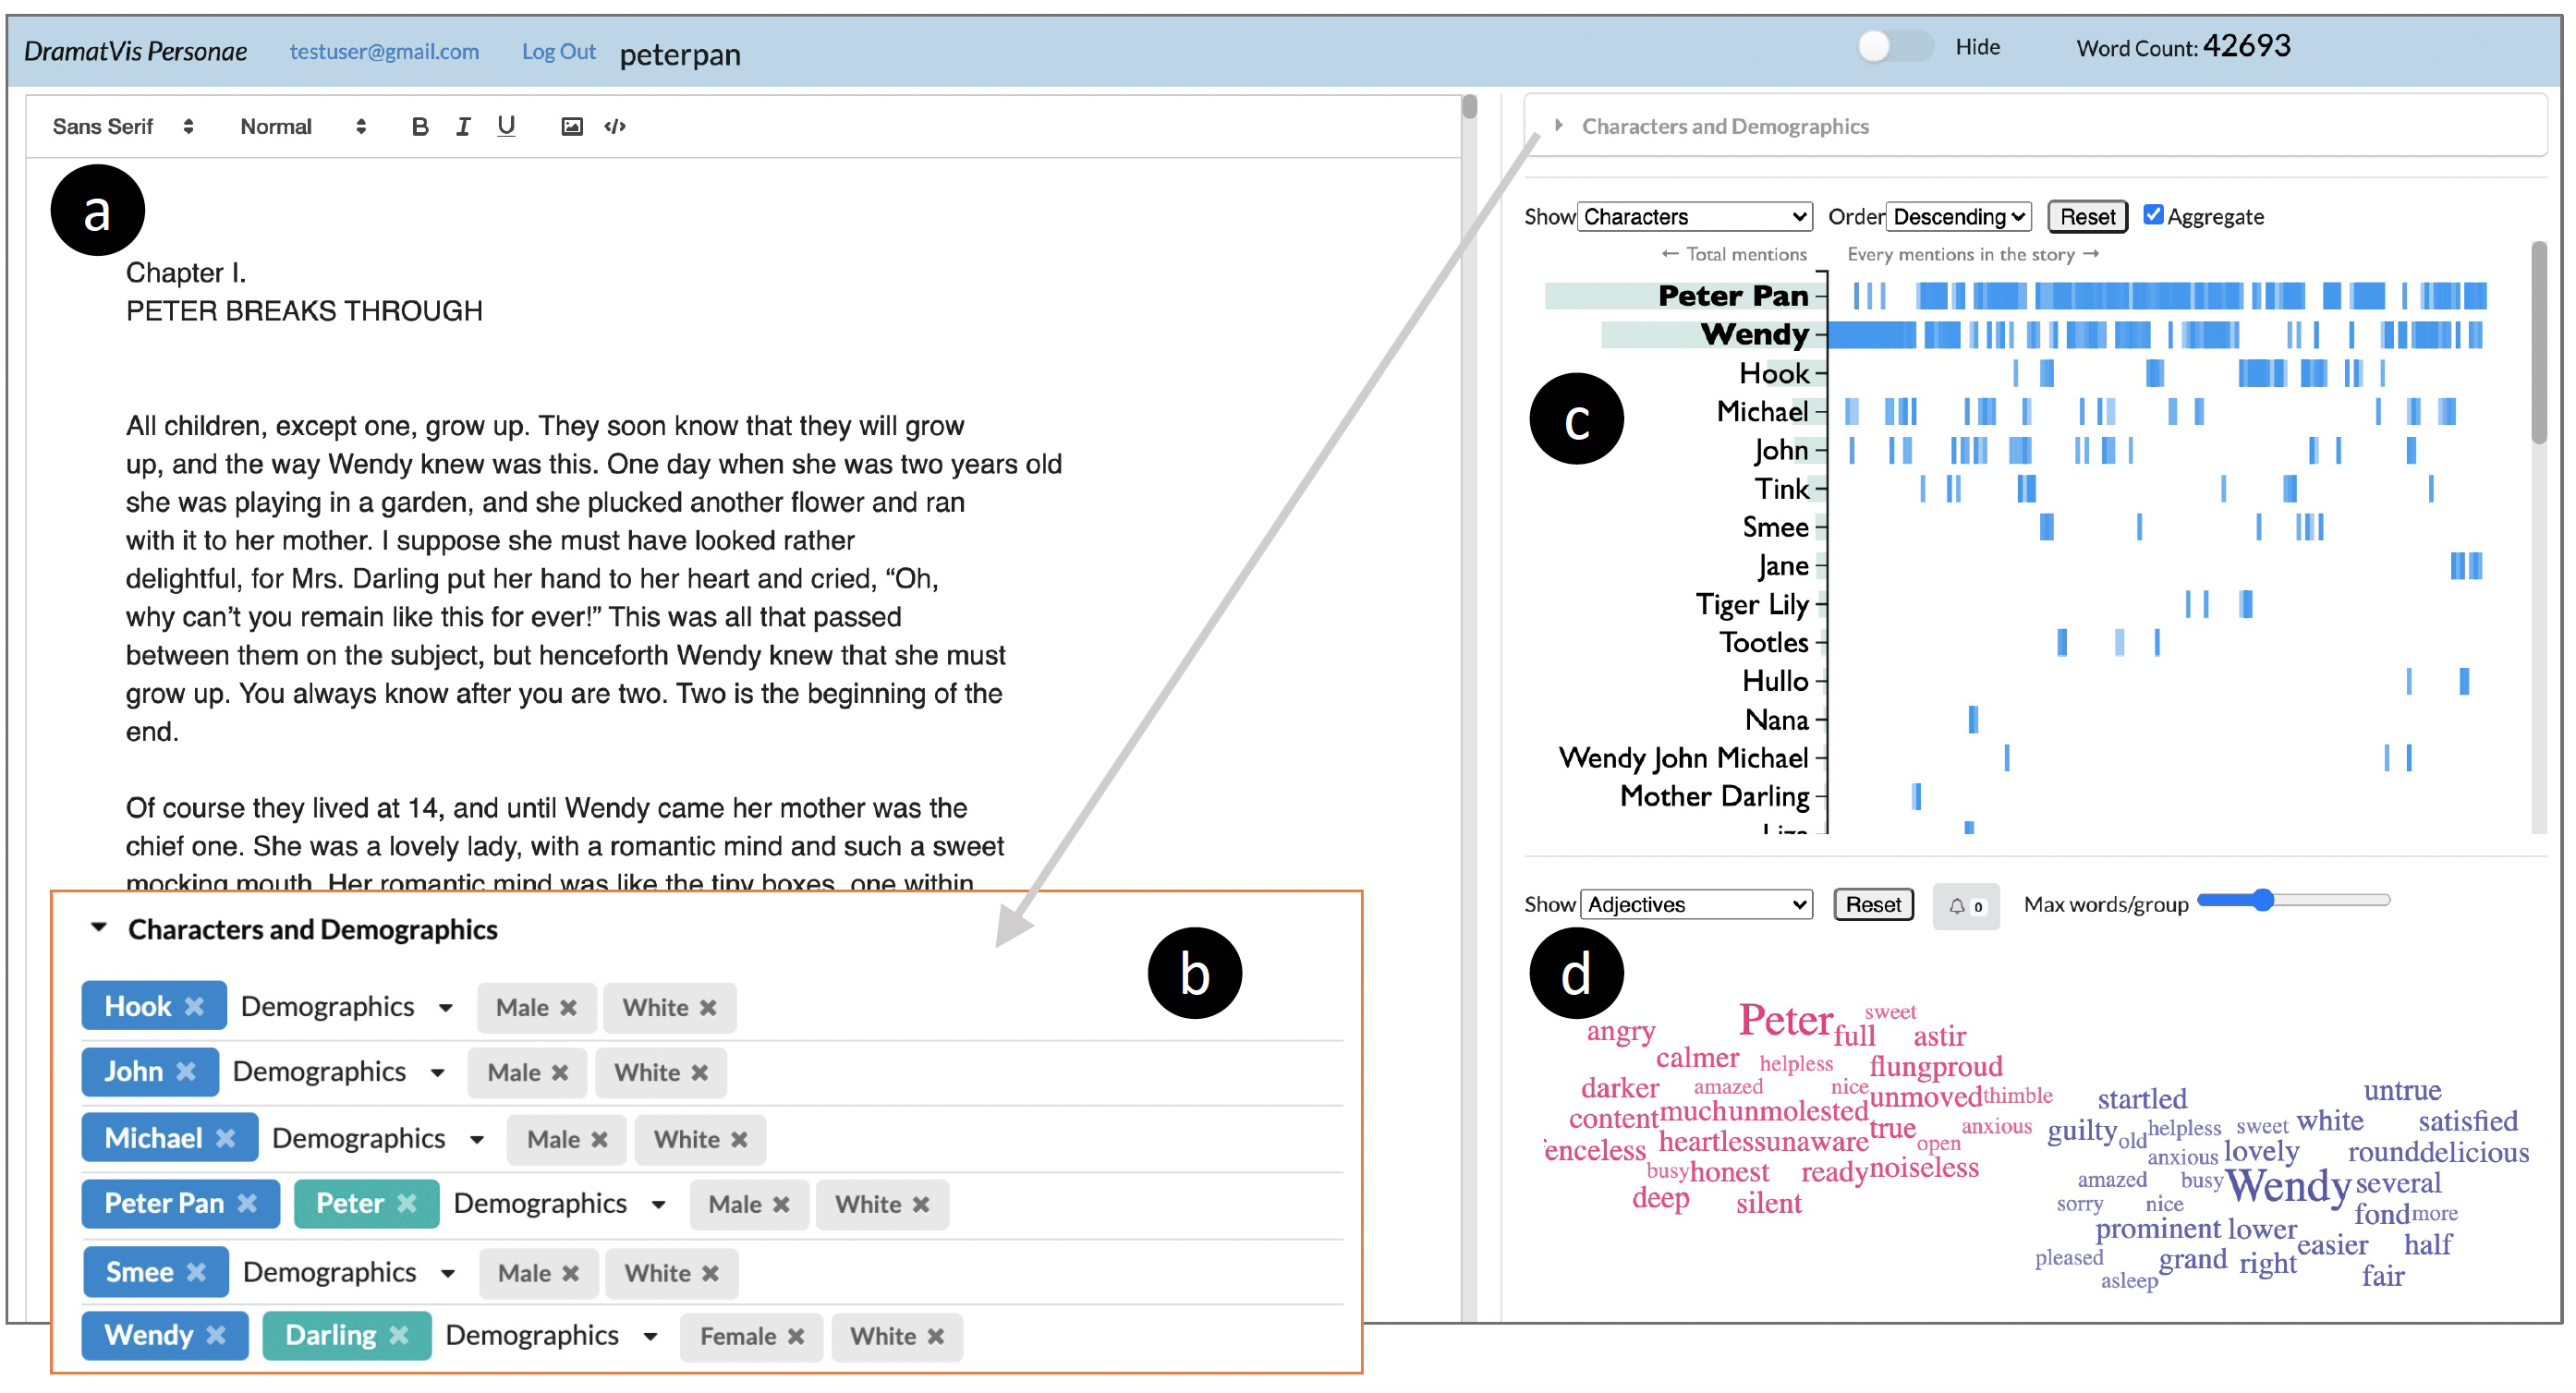 DramatVis Personae testuser@gmail.com Log Out peterpan Hide Word Count: 42693
Sans Serif Normal B I U </>
a
Chapter I.
PETER BREAKS THROUGH
All children, except one, grow up. They soon know that they will grow
up, and the way Wendy knew was this. One day when she was two years old
she was playing in a garden, and she plucked another flower and ran
with it to her mother. I suppose she must have looked rather
delightful, for Mrs. Darling put her hand to her heart and cried, “Oh,
why can’t you remain like this for ever!” This was all that passed
between them on the subject, but henceforth Wendy knew that she must
grow up. You always know after you are two. Two is the beginning of the
end.
Of course they lived at 14, and until Wendy came her mother was the
chief one. She was a lovely lady, with a romantic mind and such a sweet
mocking mouth. Her romantic mind was like the tiny boxes, one within
Characters and Demographics
b
Hook Demographics Male White
John Demographics Male White
Michael Demographics Male White
Peter Pan Peter Demographics Male White
Smee Demographics Male White
Wendy Darling Demographics Female White
Characters and Demographics
Show Characters Order Descending Reset Aggregate
← Total mentions Every mentions in the story →
c
Peter Pan
Wendy
Hook
Michael
John
Tink
Smee
Jane
Tiger Lily
Tootles
Hullo
Nana
Wendy John Michael
Mother Darling
Liza
Show Adjectives Reset 0 Max words/group
d
Peter sweet
angry full astir
calmer helpless flungproud
darker amazed nice unmoved thimble
content muchunmolested true anxious
enceless heartlessunaware open
busy honest ready noiseless
deep silent
startled untrue
guilty old helpless sweet white satisfied
anxious lovely rounddelicious
amazed busy Wendy several
sorry nice fond more
prominent lower easier half
pleased grand right fair
asleep